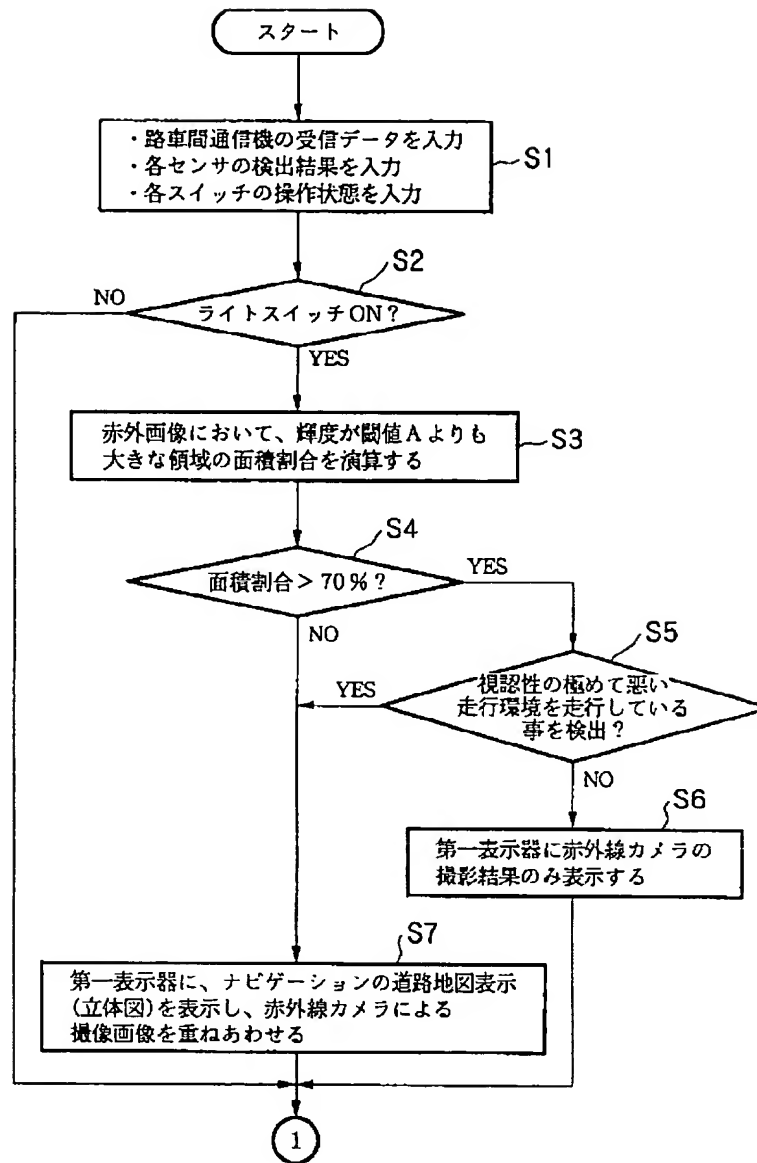 スタート
・路車間通信機の受信データを入力
・各センサの検出結果を入力
・各スイッチの操作状態を入力
S1
S2
NO
ライトスイッチON？
YES
赤外画像において、輝度が閾値Aよりも
大きな領域の面積割合を演算する
S3
S4
面積割合＞70％？
YES
NO
S5
YES
視認性の極めて悪い
走行環境を走行している
事を検出？
NO
S6
第一表示器に赤外線カメラの
撮影結果のみ表示する
S7
第一表示器に、ナビゲーションの道路地図表示
(立体図)を表示し、赤外線カメラによる
撮像画像を重ねあわせる
1